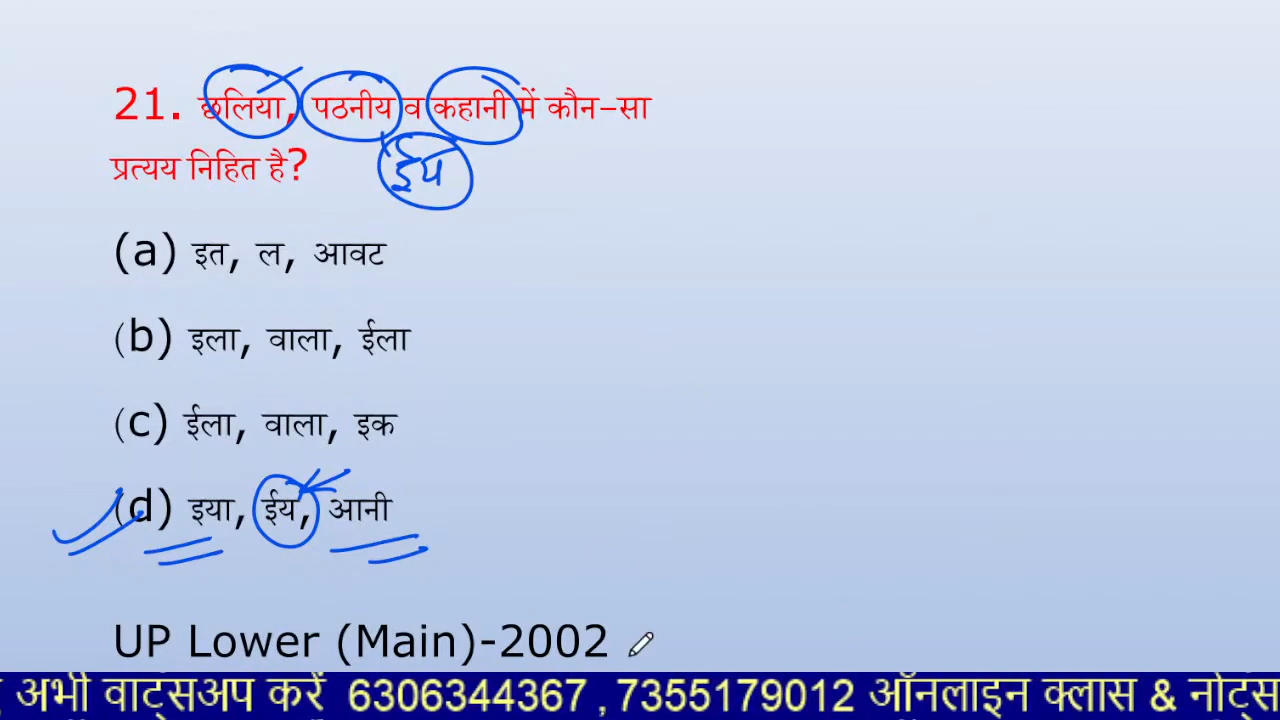 21. छलिया, पठनीय व कहानी में कौन-सा
प्रत्यय निहित है?
ईय
(a) इत, ल, आवट
(b) इला, वाला, ईला
(c) ईला, वाला, इक
(d) इया, ईय, आनी
UP Lower (Main)-2002
अभी वाट्सअप करें 6306344367 ,7355179012 ऑनलाइन क्लास & नोट्स